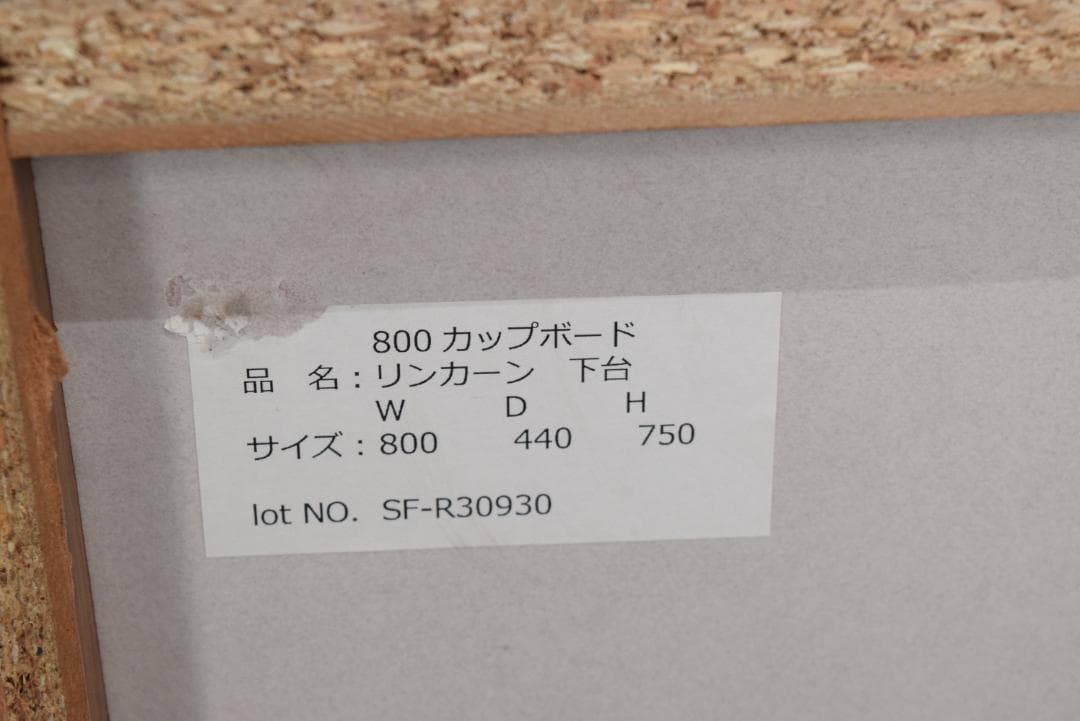 800 カップボード
品　名：リンカーン　下台
W D H
サイズ：800 440 750
lot NO. SF-R30930